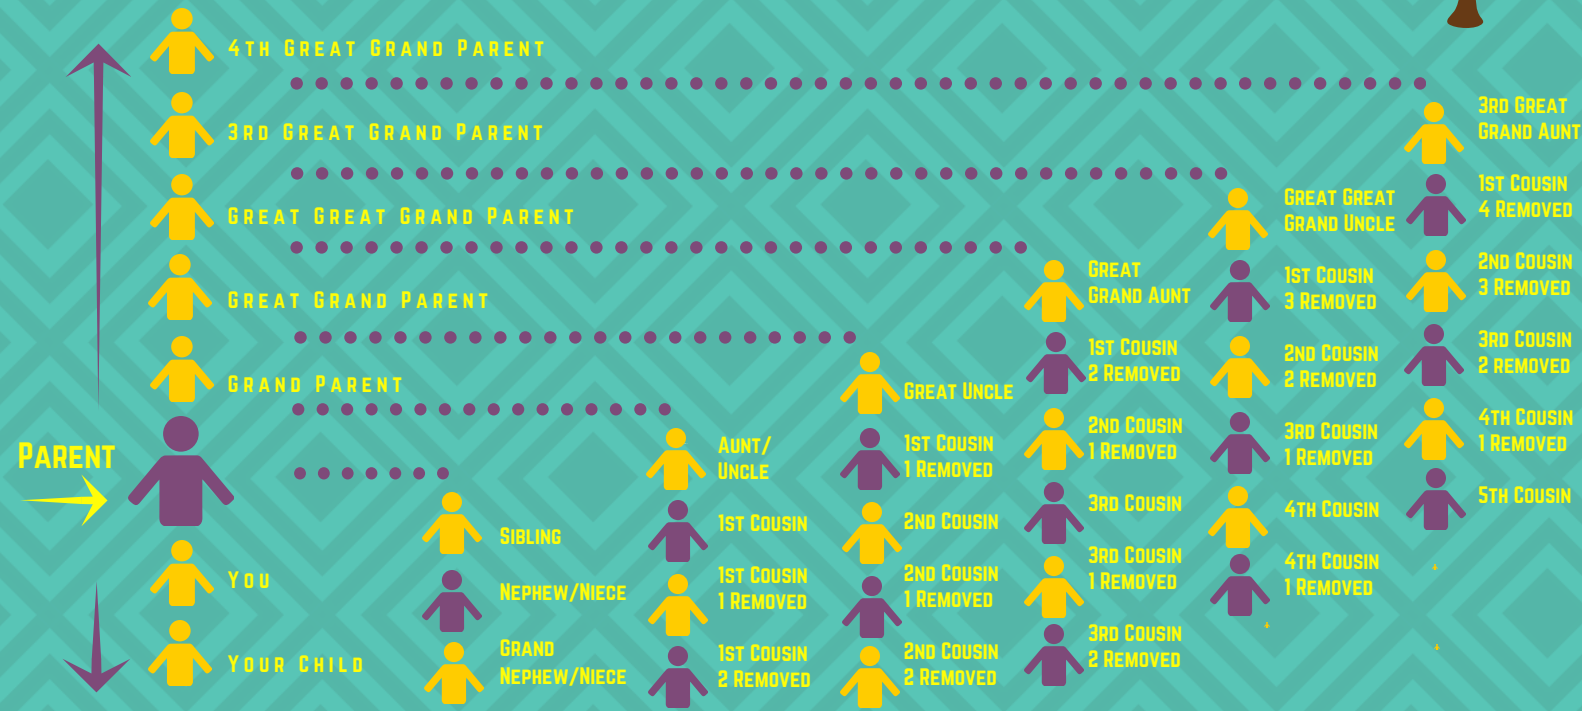 4th Great Grand Parent
3rd Great Grand Parent
Great Great Grand Parent
Great Grand Parent
Grand Parent
Parent
You
Your Child
Sibling
Nephew/Niece
Grand
Nephew/Niece
Aunt/
Uncle
1st Cousin
1st Cousin
1 Removed
1st Cousin
2 Removed
Great Uncle
1st Cousin
1 Removed
2nd Cousin
2nd Cousin
1 Removed
2nd Cousin
2 Removed
Great
Grand Aunt
1st Cousin
2 Removed
2nd Cousin
1 Removed
3rd Cousin
3rd Cousin
1 Removed
3rd Cousin
2 Removed
Great Great
Grand Uncle
1st Cousin
3 Removed
2nd Cousin
2 Removed
3rd Cousin
1 Removed
4th Cousin
4th Cousin
1 Removed
3rd Great
Grand Aunt
1st Cousin
4 Removed
2nd Cousin
3 Removed
3rd Cousin
2 removed
4th Cousin
1 Removed
5th Cousin